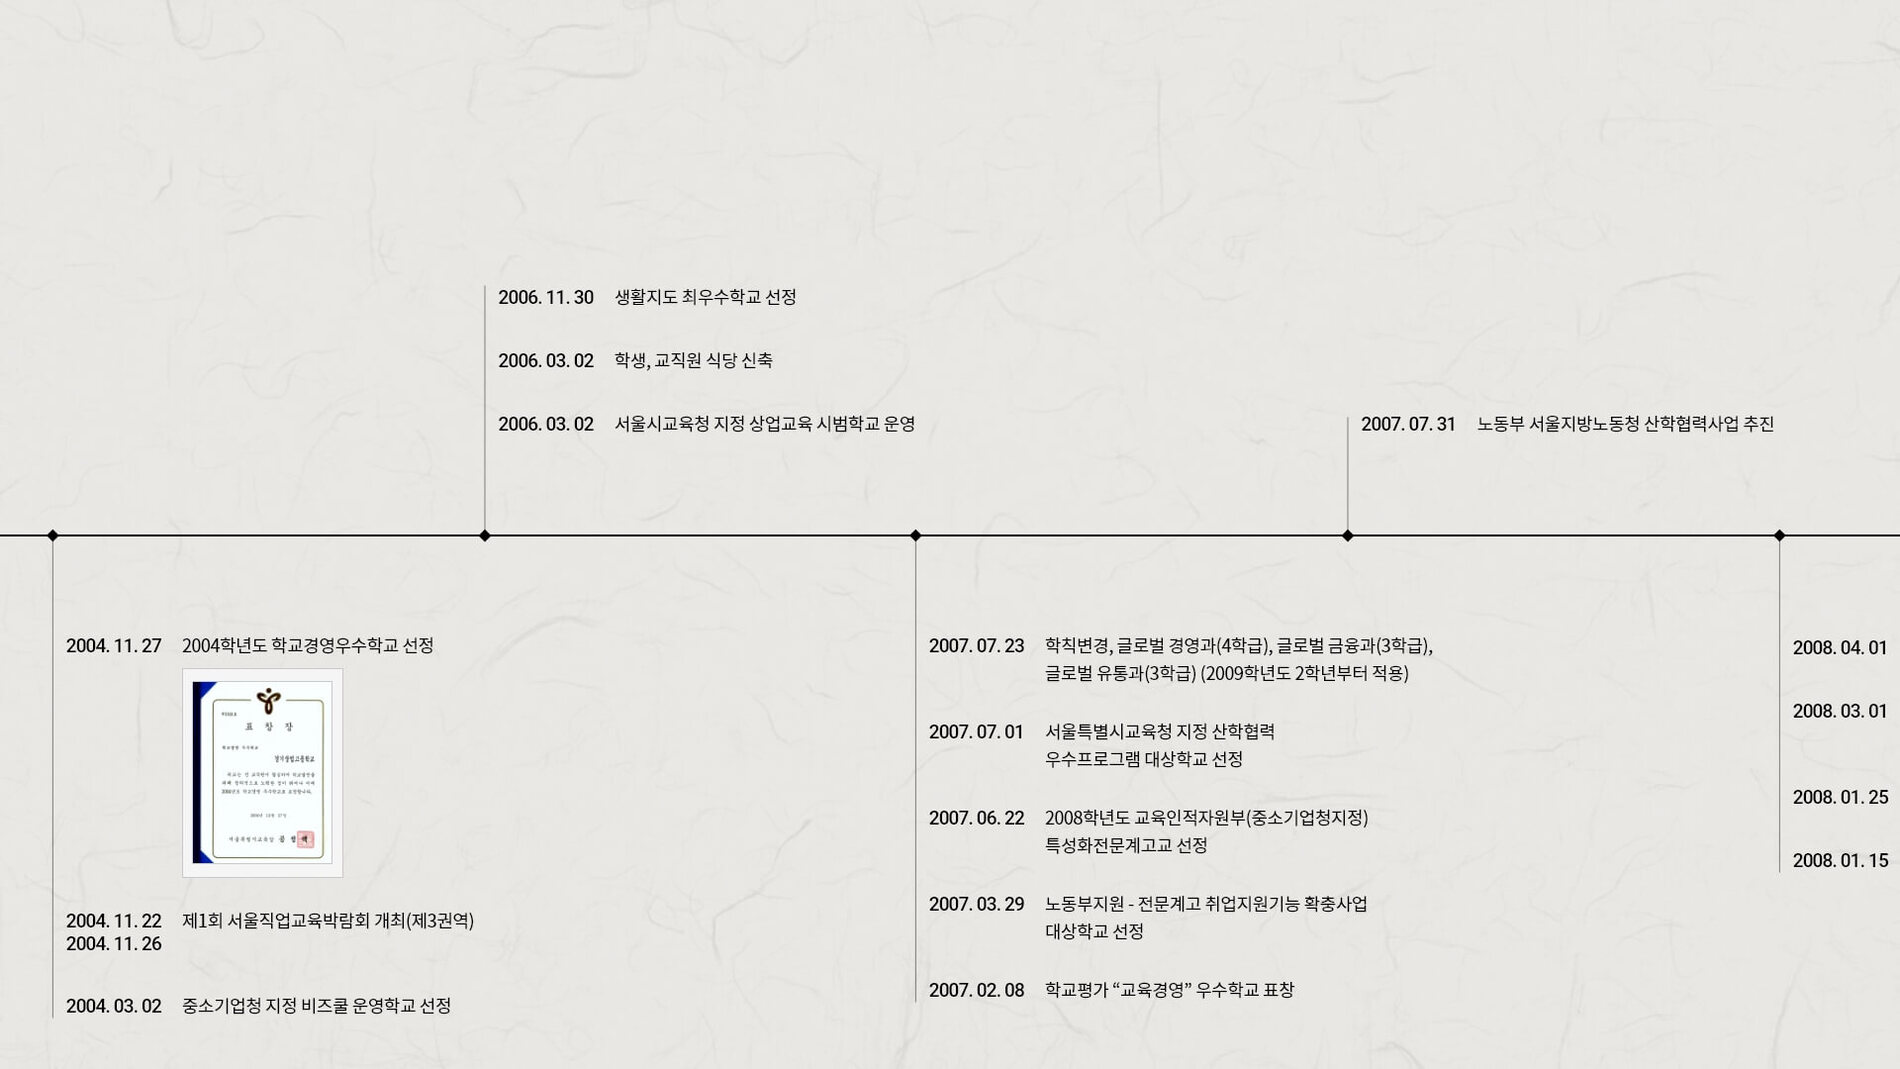 2006. 11. 30 생활지도 최우수학교 선정
2006. 03. 02 학생, 교직원 식당 신축
2006. 03. 02 서울시교육청 지정 상업교육 시범학교 운영
2007. 07. 31 노동부 서울지방노동청 산학협력사업 추진
2004. 11. 27 2004학년도 학교경영우수학교 선정
표 창 장
경기상업고등학교
2004. 11. 22 제1회 서울직업교육박람회 개최(제3권역)
2004. 11. 26
2004. 03. 02 중소기업청 지정 비즈쿨 운영학교 선정
2007. 07. 23 학칙변경, 글로벌 경영과(4학급), 글로벌 금융과(3학급),
글로벌 유통과(3학급) (2009학년도 2학년부터 적용)
2007. 07. 01 서울특별시교육청 지정 산학협력
우수프로그램 대상학교 선정
2007. 06. 22 2008학년도 교육인적자원부(중소기업청지정)
특성화전문계고교 선정
2007. 03. 29 노동부지원 - 전문계고 취업지원기능 확충사업
대상학교 선정
2007. 02. 08 학교평가 “교육경영” 우수학교 표창
2008. 04. 01
2008. 03. 01
2008. 01. 25
2008. 01. 15